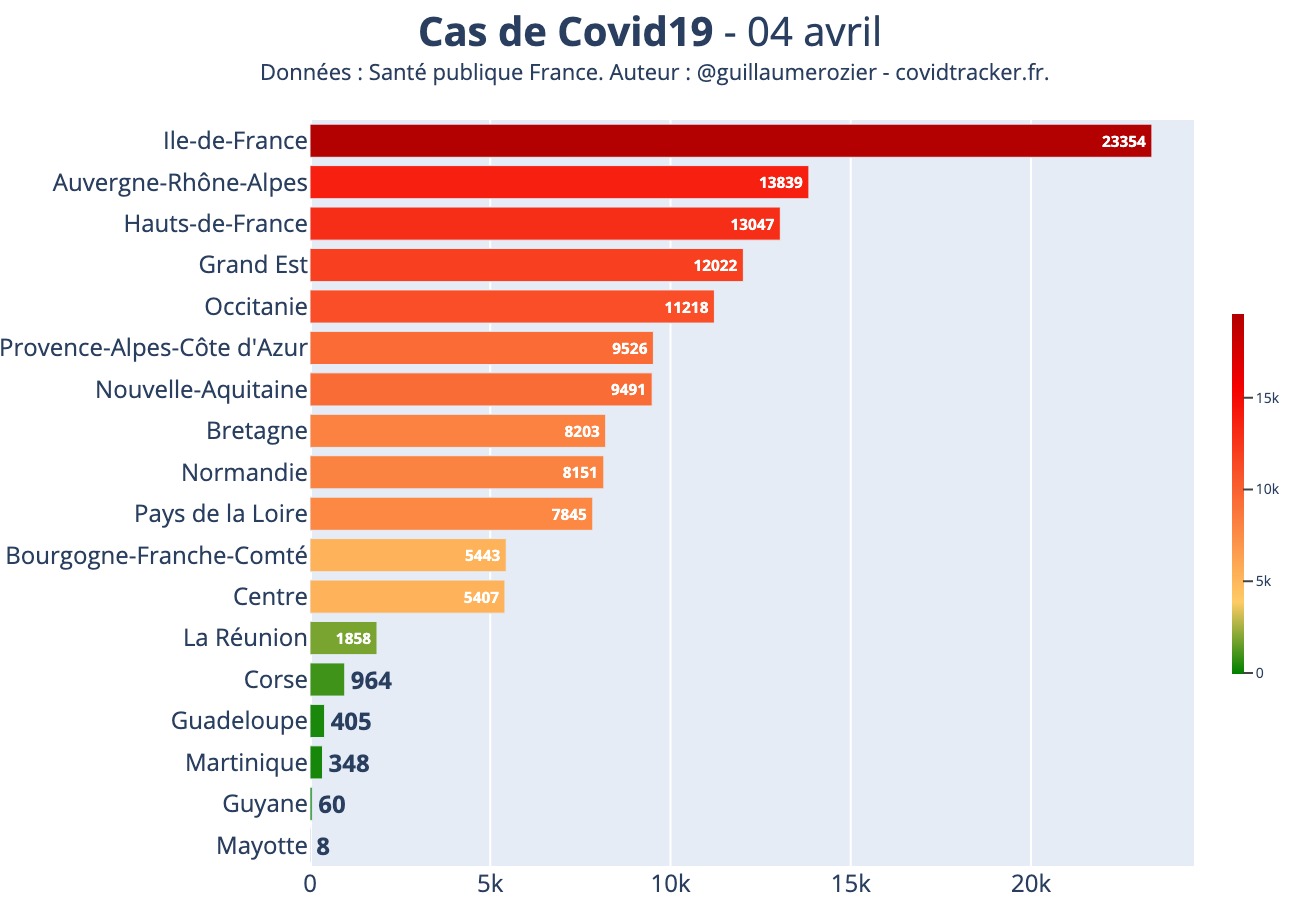 Cas de Covid19 - 04 avril
Données : Santé publique France. Auteur : @guillaumerozier - covidtracker.fr.
Ile-de-France 23354
Auvergne-Rhône-Alpes 13839
Hauts-de-France 13047
Grand Est 12022
Occitanie 11218
Provence-Alpes-Côte d'Azur 9526
Nouvelle-Aquitaine 9491
Bretagne 8203
Normandie 8151
Pays de la Loire 7845
Bourgogne-Franche-Comté 5443
Centre 5407
La Réunion 1858
Corse 964
Guadeloupe 405
Martinique 348
Guyane 60
Mayotte 8
0 5k 10k 15k 20k
15k
10k
5k
0